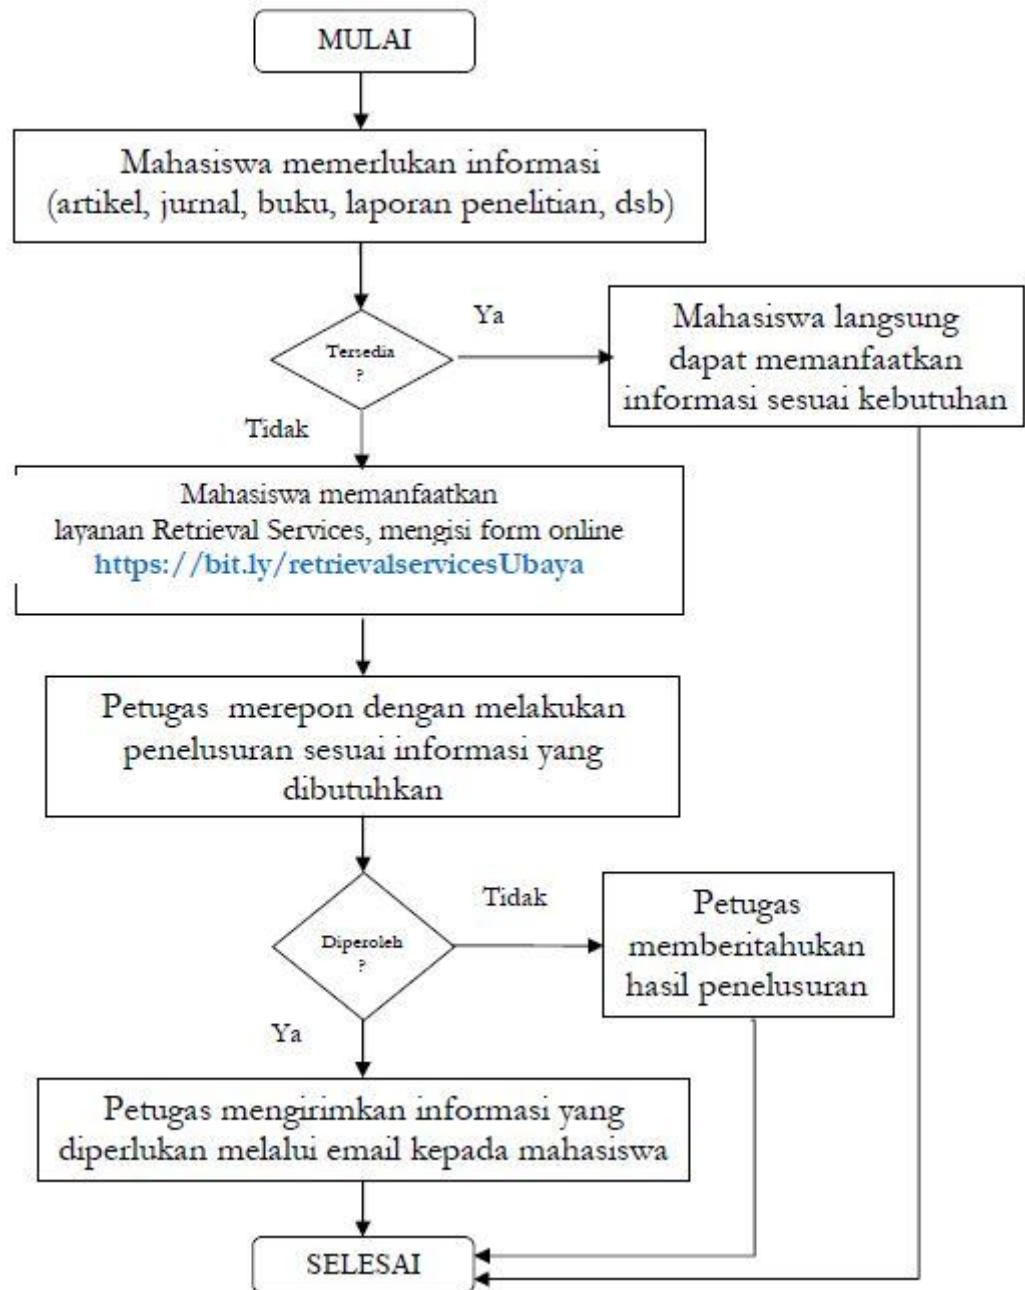 MULAI
Mahasiswa memerlukan informasi
(artikel, jurnal, buku, laporan penelitian, dsb)
Tersedia
?
Ya
Mahasiswa langsung
dapat memanfaatkan
informasi sesuai kebutuhan
Tidak
Mahasiswa memanfaatkan
layanan Retrieval Services, mengisi form online
https://bit.ly/retrievalservicesUbaya
Petugas merepon dengan melakukan
penelusuran sesuai informasi yang
dibutuhkan
Diperoleh
?
Tidak
Petugas
memberitahukan
hasil penelusuran
Ya
Petugas mengirimkan informasi yang
diperlukan melalui email kepada mahasiswa
SELESAI